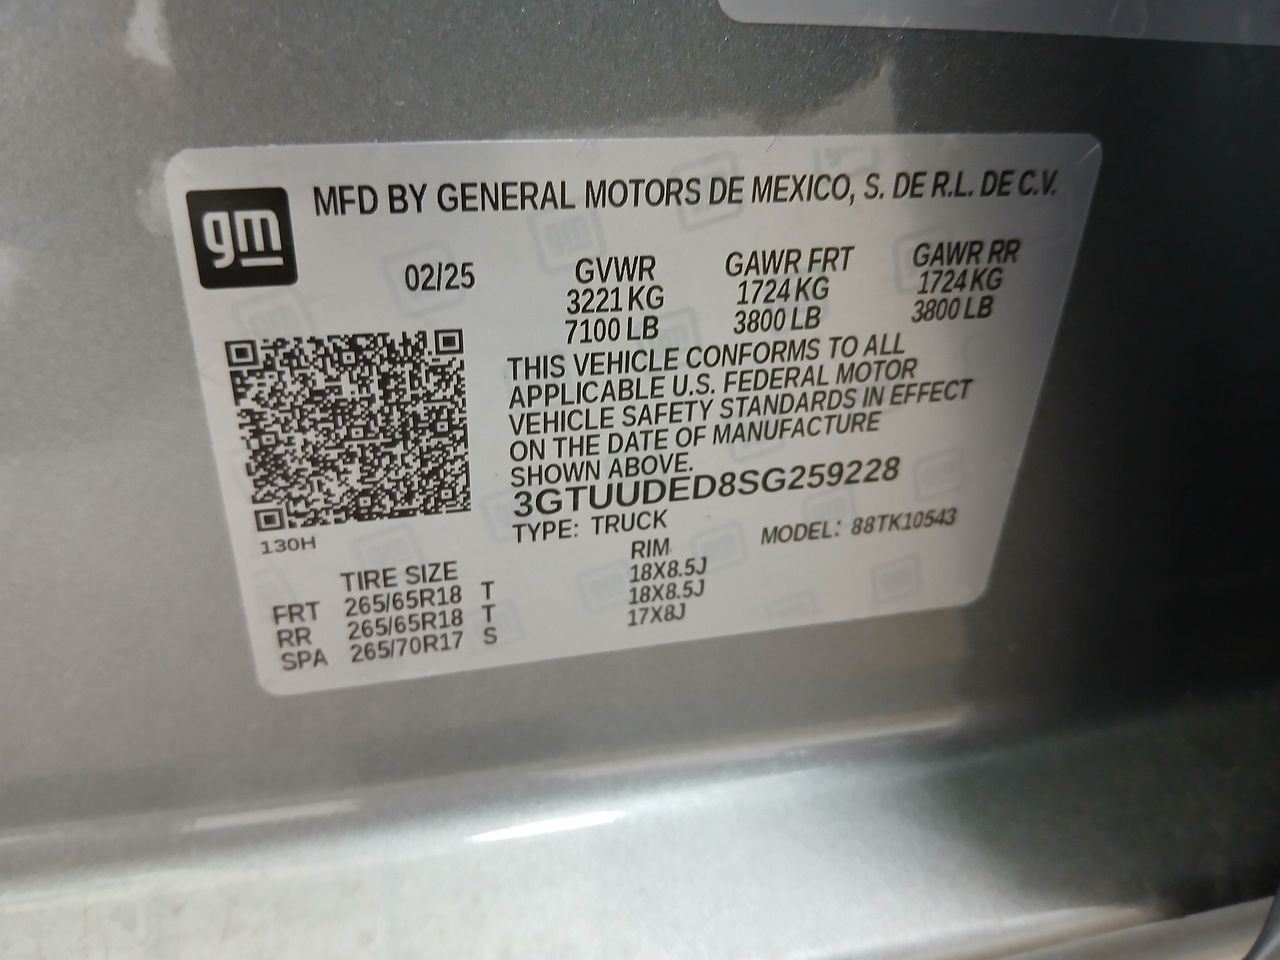 gm
MFD BY GENERAL MOTORS DE MEXICO, S. DE R.L. DE C.V.
02/25 GVWR GAWR FRT GAWR RR
3221 KG 1724 KG 1724 KG
7100 LB 3800 LB 3800 LB
THIS VEHICLE CONFORMS TO ALL
APPLICABLE U.S. FEDERAL MOTOR
VEHICLE SAFETY STANDARDS IN EFFECT
ON THE DATE OF MANUFACTURE
SHOWN ABOVE.
3GTUUDED8SG259228
TYPE: TRUCK MODEL: 88TK10543
130H
TIRE SIZE RIM
FRT 265/65R18 T 18X8.5J
RR 265/65R18 T 18X8.5J
SPA 265/70R17 S 17X8J